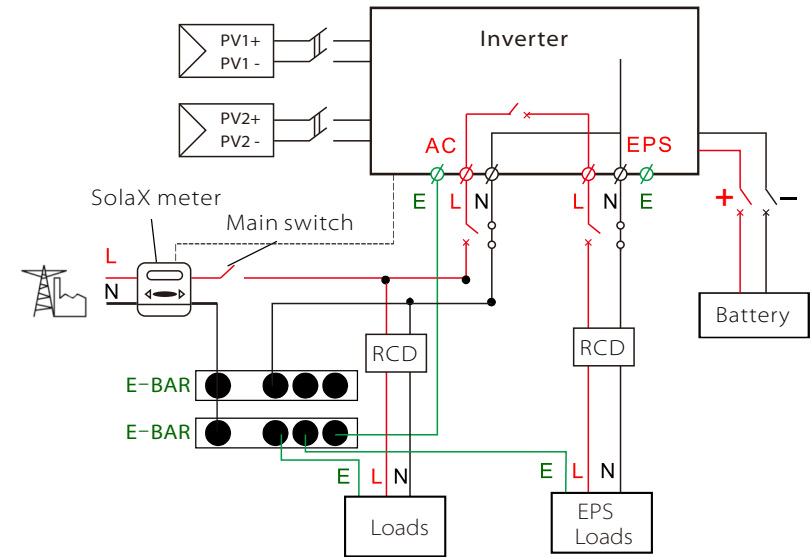 PV1+
PV1 -
Inverter
PV2+
PV2 -
AC
EPS
E
L
N
L
N
E
SolaX meter
Main switch
+
−
L
N
Battery
RCD
RCD
E-BAR
E-BAR
E
L
N
E
L
N
Loads
EPS
Loads